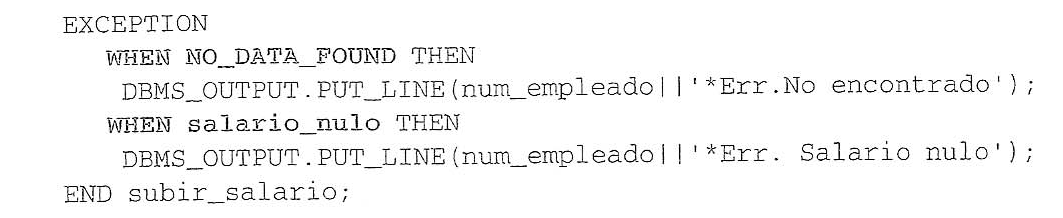 EXCEPTION
WHEN NO_DATA_FOUND THEN
DBMS_OUTPUT.PUT_LINE(num_empleado||'*Err.No encontrado');
WHEN salario_nulo THEN
DBMS_OUTPUT.PUT_LINE(num_empleado||'*Err. Salario nulo');
END subir_salario;